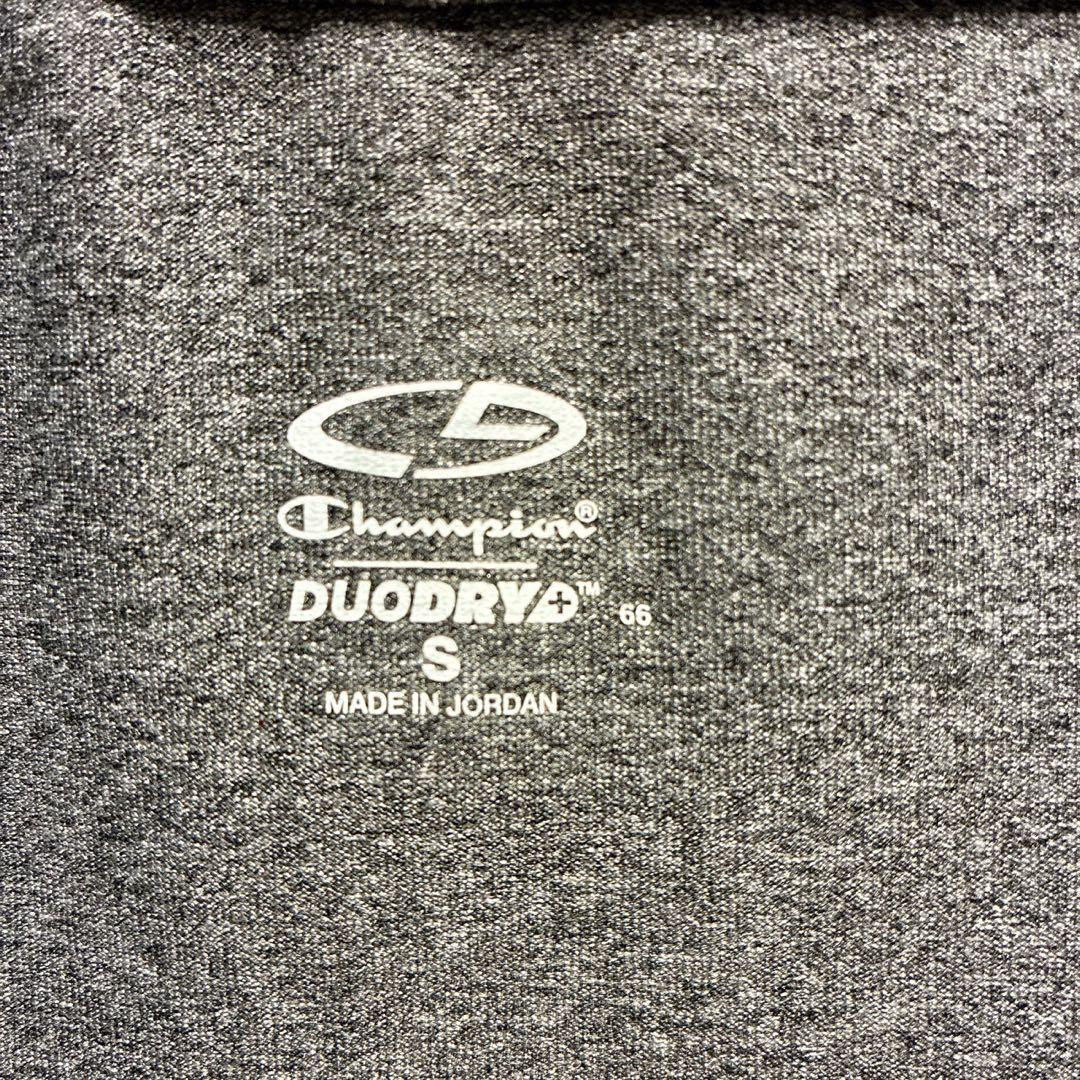 Champion®
DUODRY+™ 66
S
MADE IN JORDAN